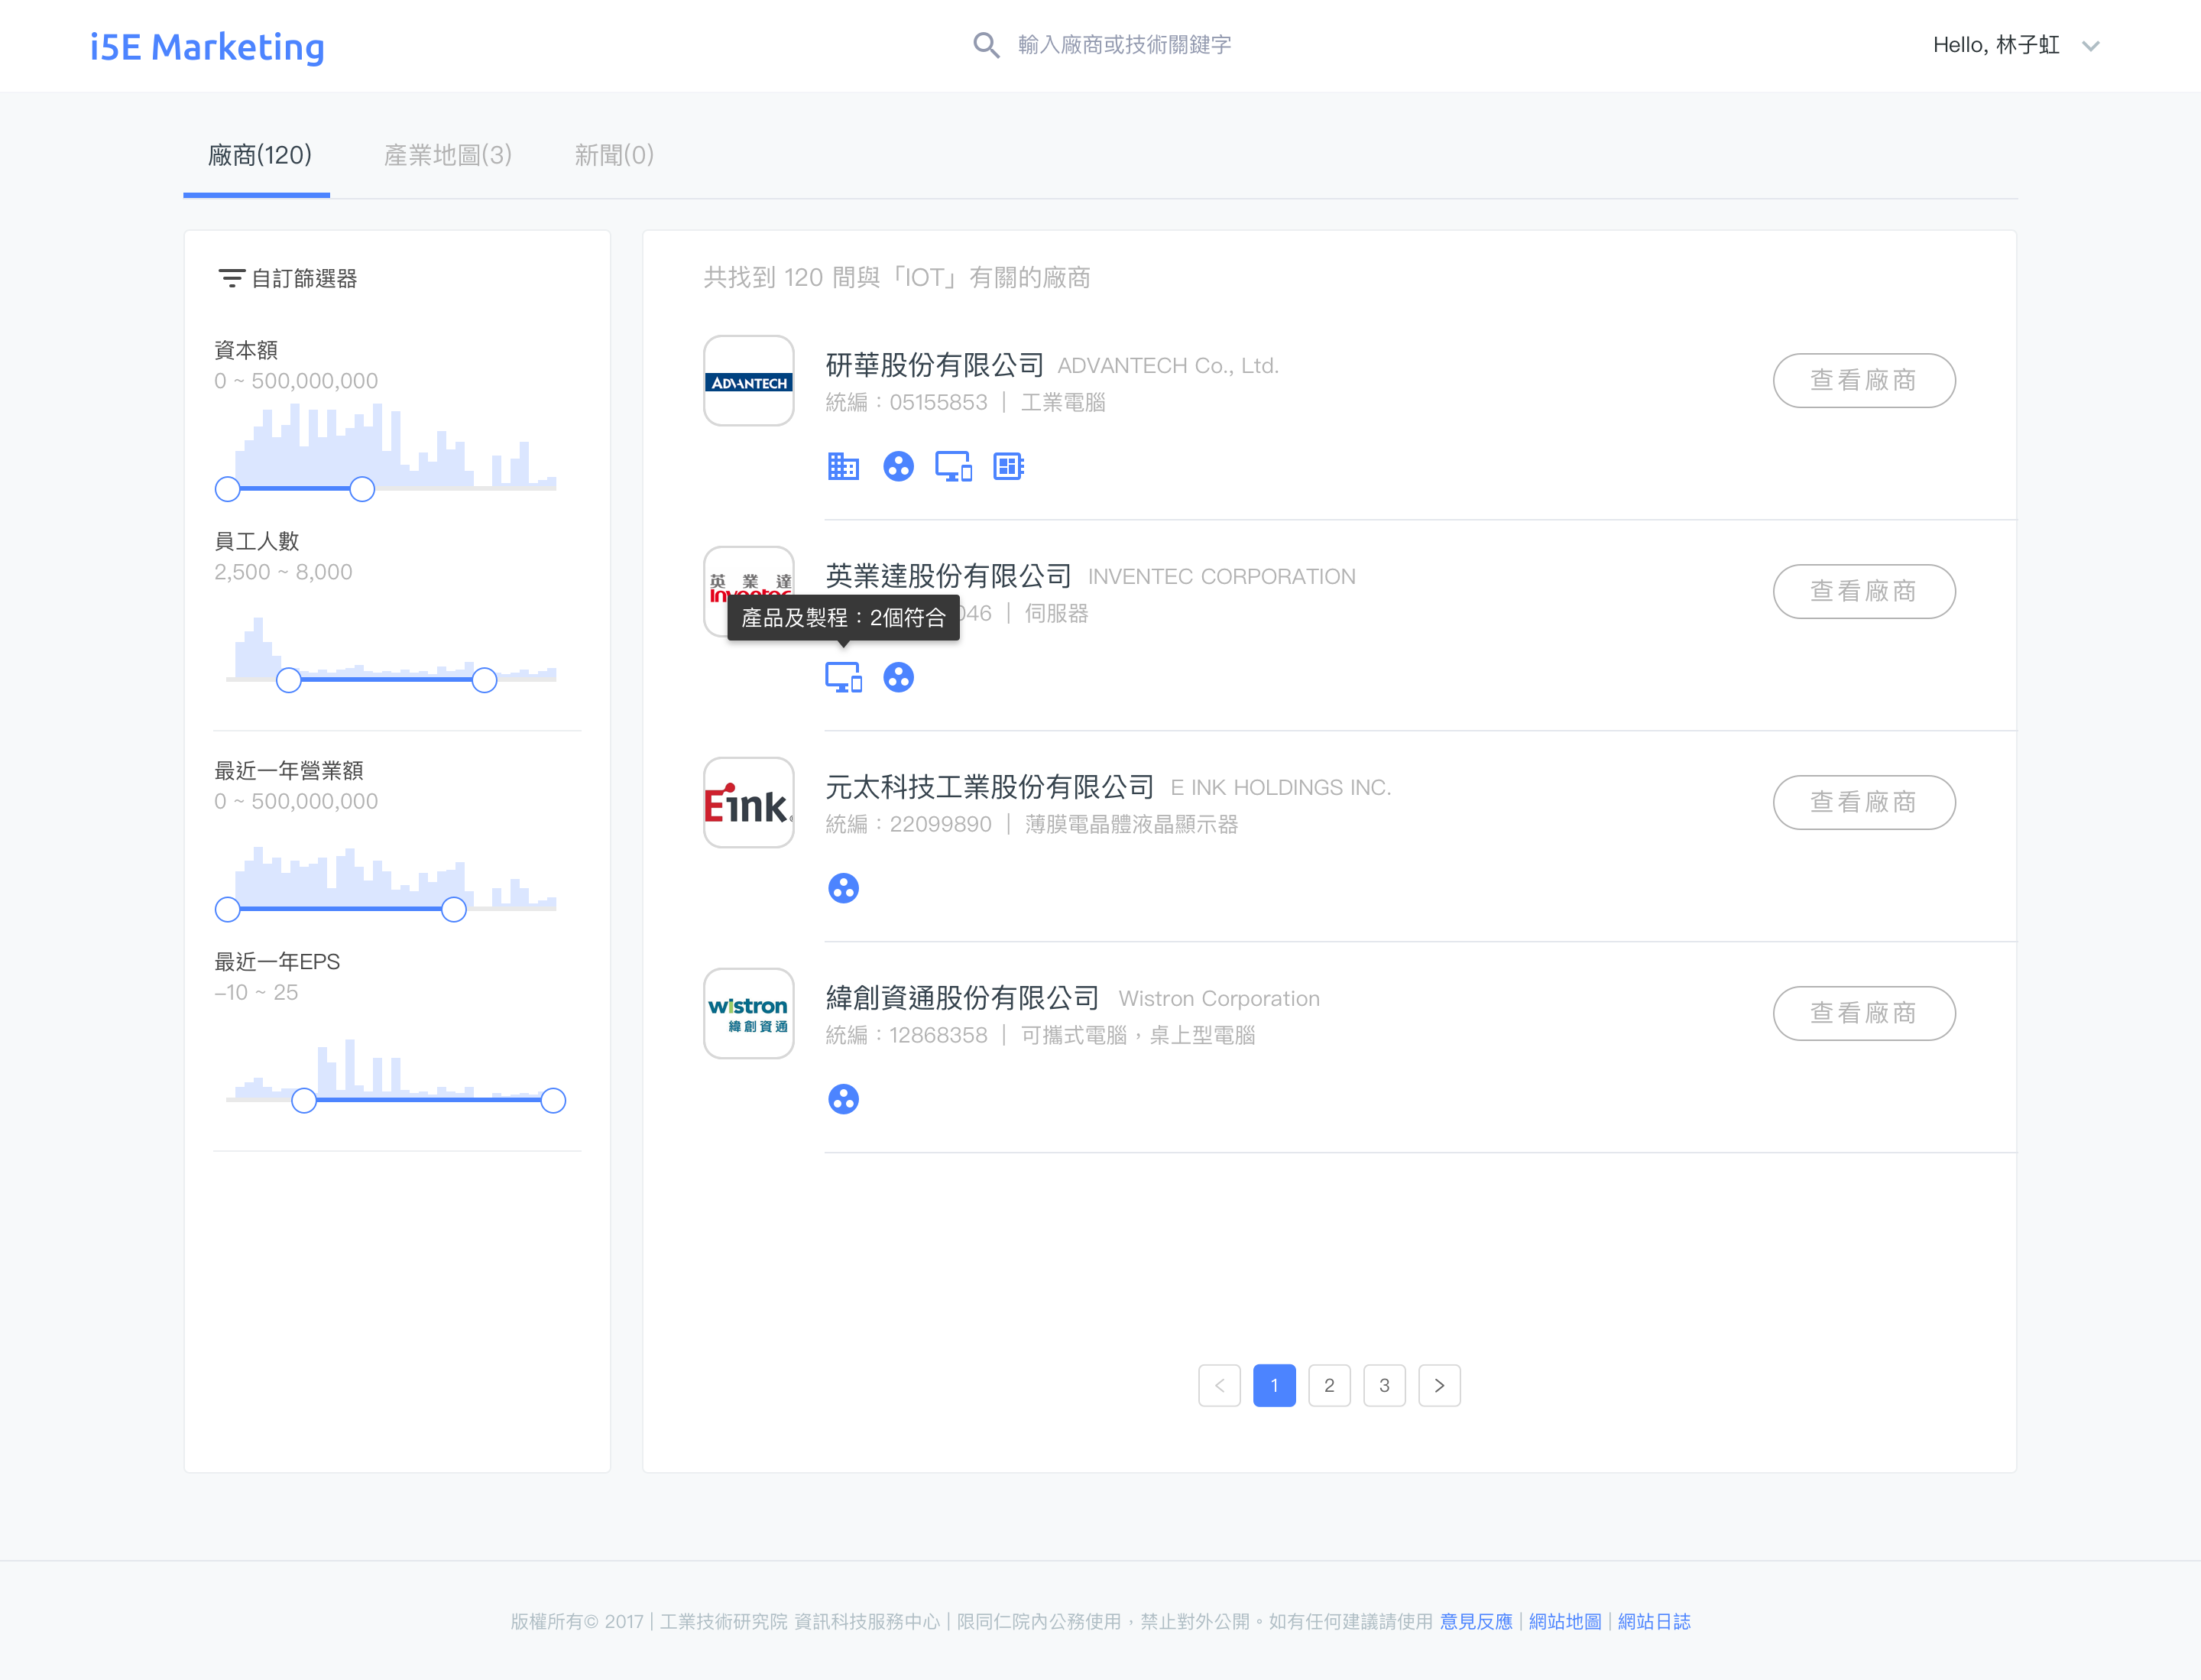 i5E Marketing
輸入廠商或技術關鍵字
Hello, 林子虹
廠商(120)
產業地圖(3)
新聞(0)
自訂篩選器
資本額
0 ~ 500,000,000
員工人數
2,500 ~ 8,000
最近一年營業額
0 ~ 500,000,000
最近一年EPS
–10 ~ 25
共找到 120 間與「IOT」有關的廠商
ADVANTECH
研華股份有限公司 ADVANTECH Co., Ltd.
統編：05155853 | 工業電腦
查看廠商
英業達
Inventec
英業達股份有限公司 INVENTEC CORPORATION
046 | 伺服器
產品及製程：2個符合
查看廠商
Eink
元太科技工業股份有限公司 E INK HOLDINGS INC.
統編：22099890 | 薄膜電晶體液晶顯示器
查看廠商
wistron
緯創資通
緯創資通股份有限公司 Wistron Corporation
統編：12868358 | 可攜式電腦，桌上型電腦
查看廠商
< 1 2 3 >
版權所有© 2017 | 工業技術研究院 資訊科技服務中心 | 限同仁院內公務使用，禁止對外公開。如有任何建議請使用 意見反應 | 網站地圖 | 網站日誌